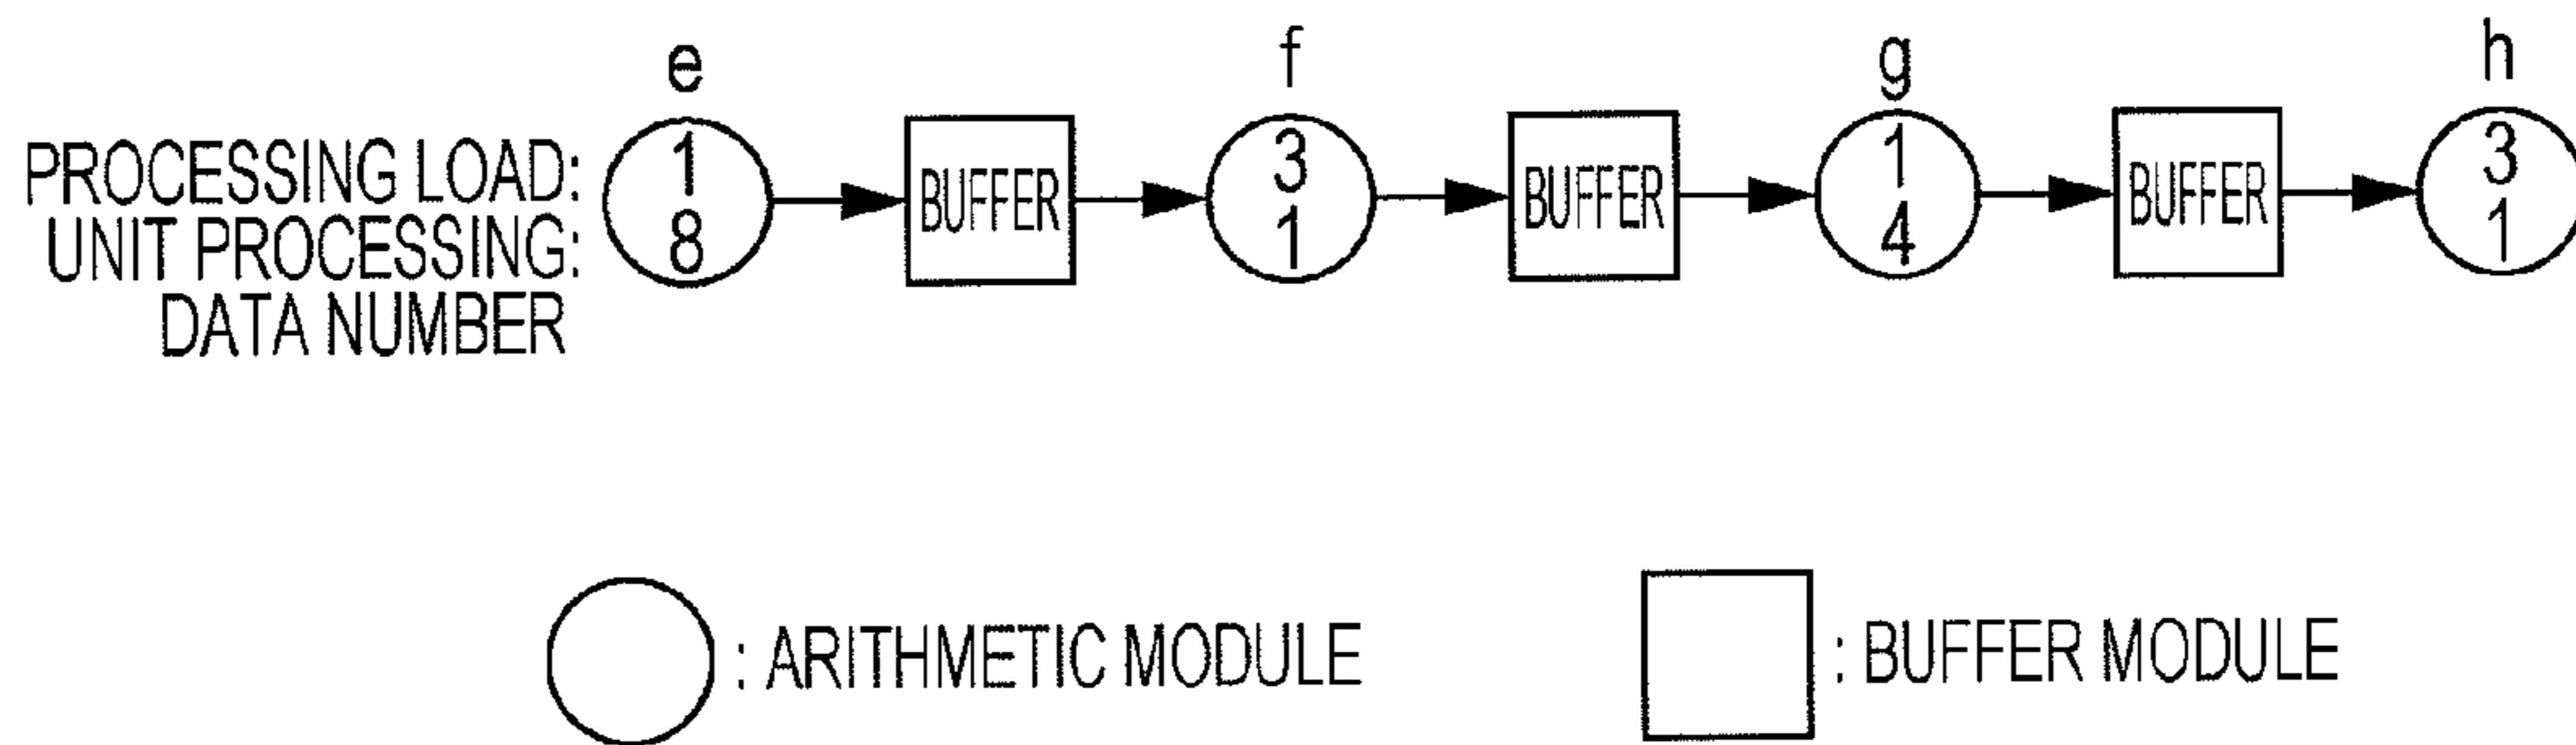 e f g h
PROCESSING LOAD: 1 3 1 3
UNIT PROCESSING: 8 1 4 1
DATA NUMBER
BUFFER BUFFER BUFFER
: ARITHMETIC MODULE : BUFFER MODULE